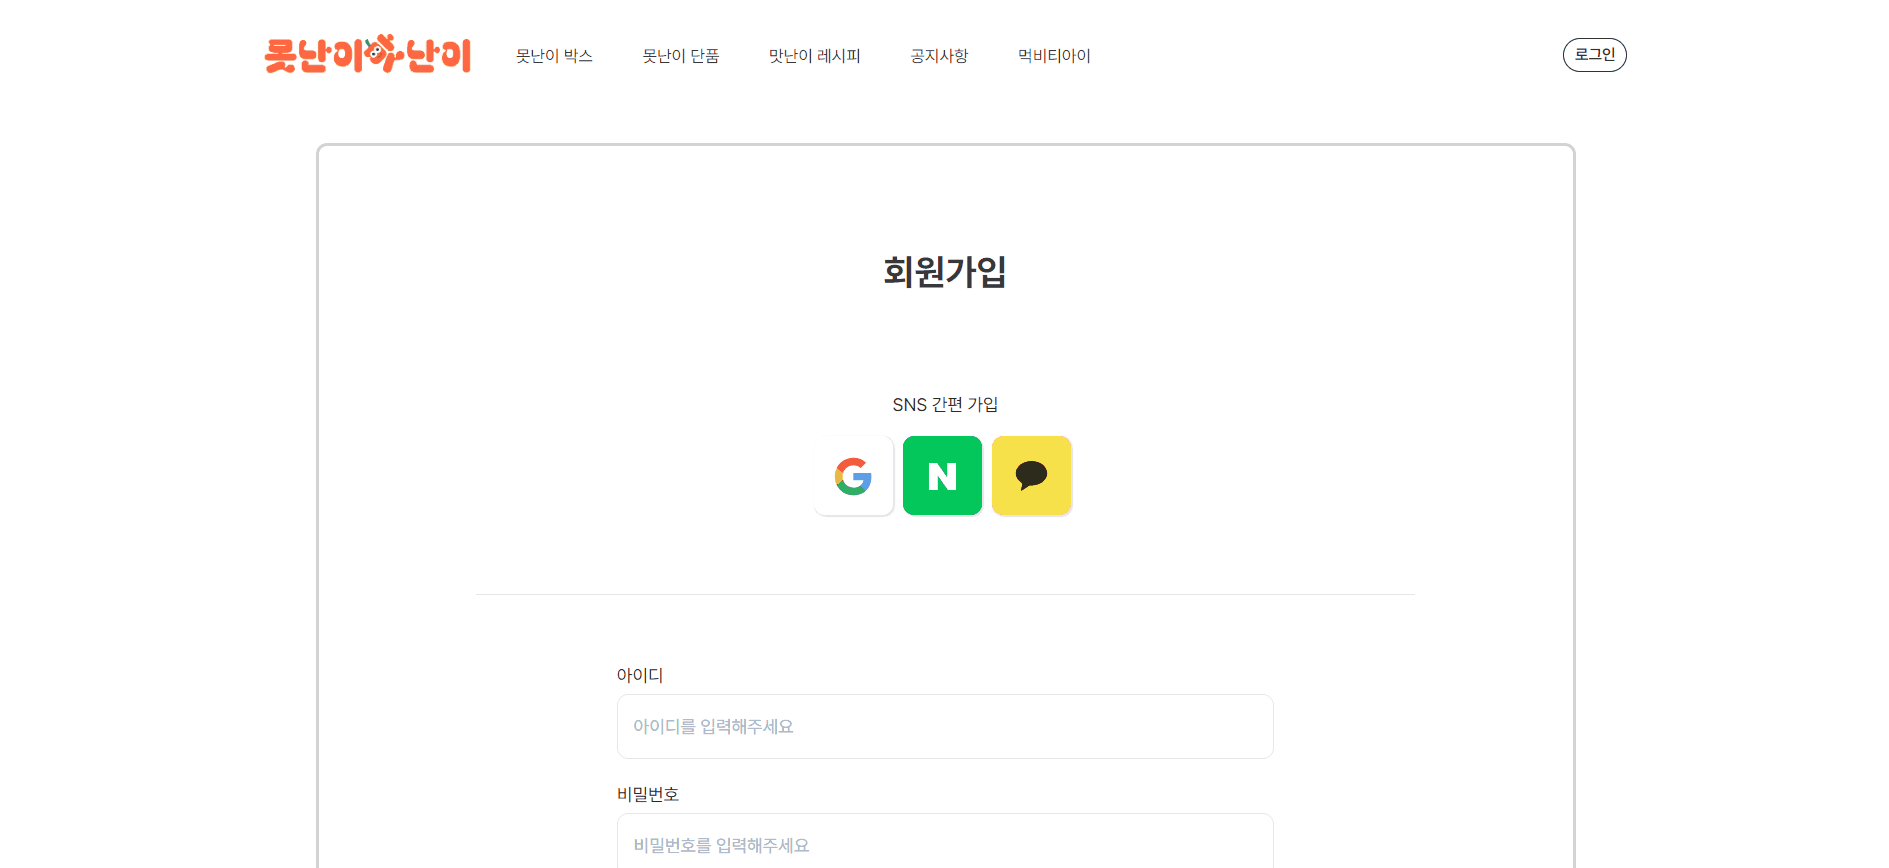 못난이맛난이
못난이 박스
못난이 단품
맛난이 레시피
공지사항
먹비티아이
로그인
회원가입
SNS 간편 가입
아이디
아이디를 입력해주세요
비밀번호
비밀번호를 입력해주세요